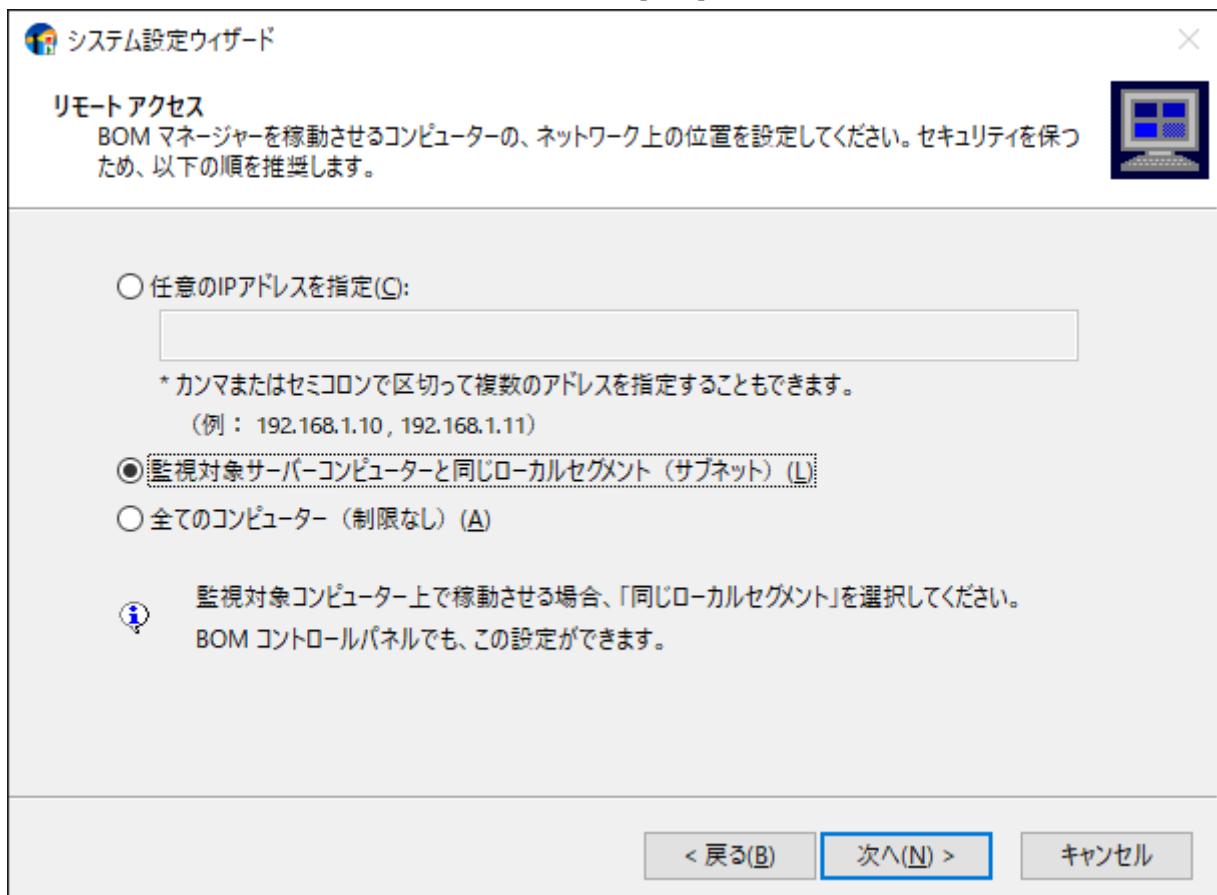 システム設定ウィザード
リモート アクセス
BOM マネージャーを稼動させるコンピューターの、ネットワーク上の位置を設定してください。セキュリティを保つ
ため、以下の順を推奨します。
任意のIPアドレスを指定(C):
* カンマまたはセミコロンで区切って複数のアドレスを指定することもできます。
（例： 192.168.1.10 , 192.168.1.11）
監視対象サーバーコンピューターと同じローカルセグメント（サブネット）(L)
全てのコンピューター（制限なし）(A)
監視対象コンピューター上で稼動させる場合、「同じローカルセグメント」を選択してください。
BOM コントロールパネルでも、この設定ができます。
< 戻る(B) 次へ(N) > キャンセル